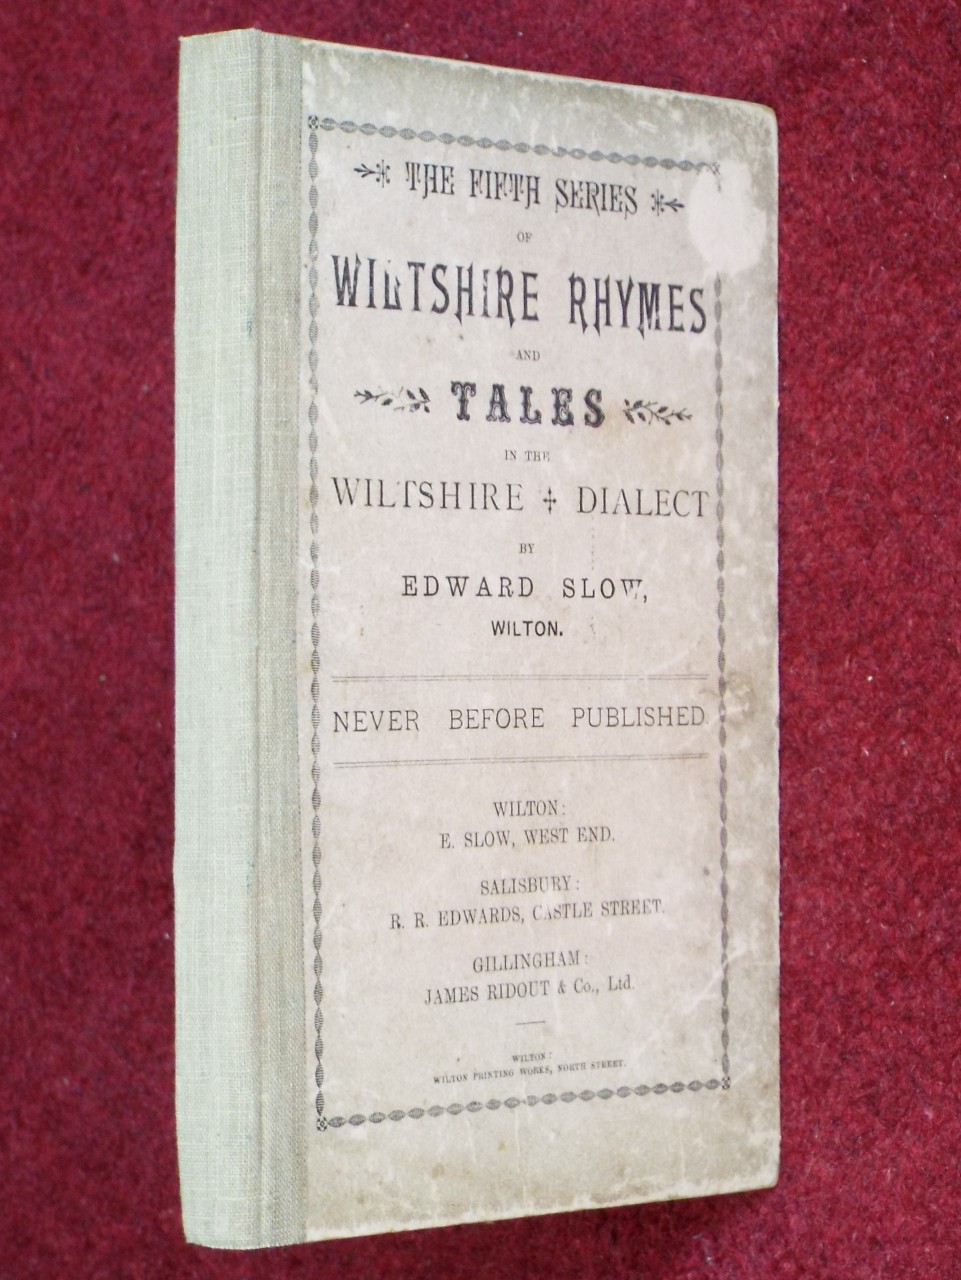 THE FIFTH SERIES
OF
WILTSHIRE RHYMES
AND
TALES
IN THE
WILTSHIRE ✣ DIALECT
BY
EDWARD SLOW,
WILTON.
NEVER BEFORE PUBLISHED
WILTON:
E. SLOW, WEST END.
SALISBURY:
R. R. EDWARDS, CASTLE STREET.
GILLINGHAM:
JAMES RIDOUT & Co., Ltd.
WILTON:
WILTON PRINTING WORKS, NORTH STREET.